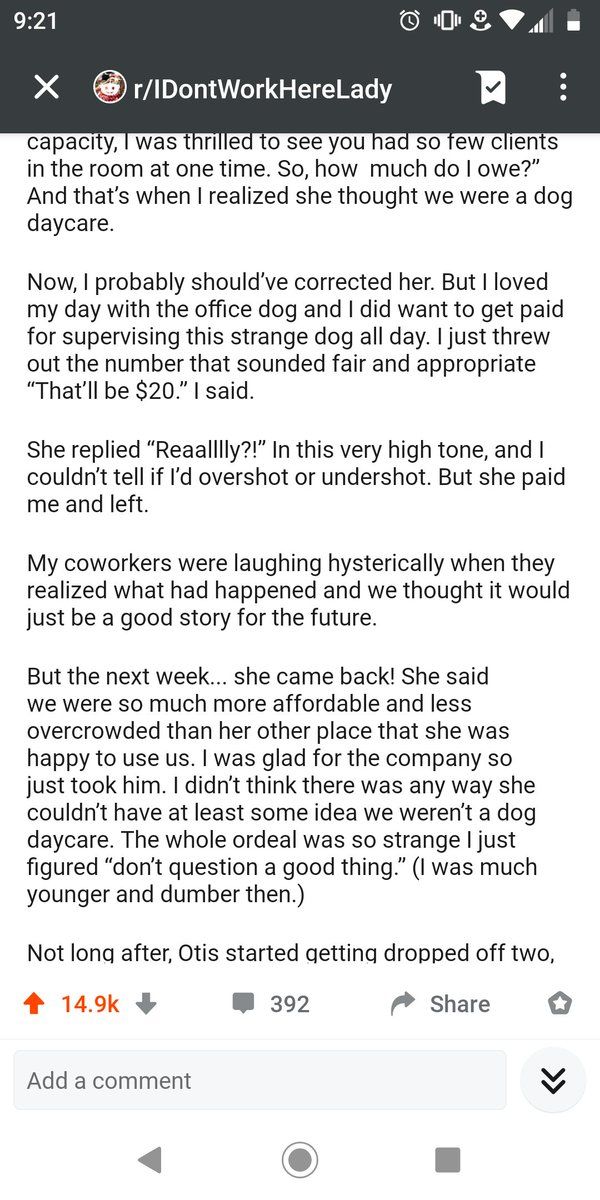 9:21
r/IDontWorkHereLady
capacity, I was thrilled to see you had so few clients
in the room at one time. So, how  much do I owe?”
And that’s when I realized she thought we were a dog
daycare.
Now, I probably should’ve corrected her. But I loved
my day with the office dog and I did want to get paid
for supervising this strange dog all day. I just threw
out the number that sounded fair and appropriate
“That’ll be $20.” I said.
She replied “Reaalllly?!” In this very high tone, and I
couldn’t tell if I’d overshot or undershot. But she paid
me and left.
My coworkers were laughing hysterically when they
realized what had happened and we thought it would
just be a good story for the future.
But the next week... she came back! She said
we were so much more affordable and less
overcrowded than her other place that she was
happy to use us. I was glad for the company so
just took him. I didn’t think there was any way she
couldn’t have at least some idea we weren’t a dog
daycare. The whole ordeal was so strange I just
figured “don’t question a good thing.” (I was much
younger and dumber then.)
Not long after, Otis started getting dropped off two,
14.9k
392
Share
Add a comment